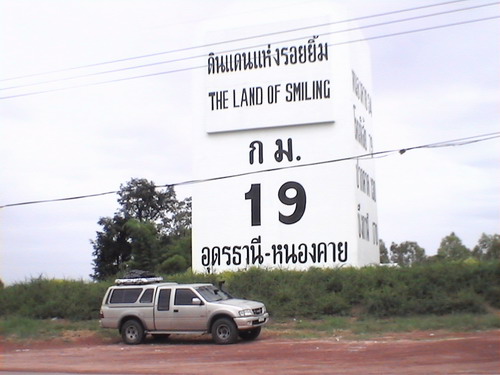 ดินแดนแห่งรอยยิ้ม
THE LAND OF SMILING
กม.
19
อุดรธานี-หนองคาย